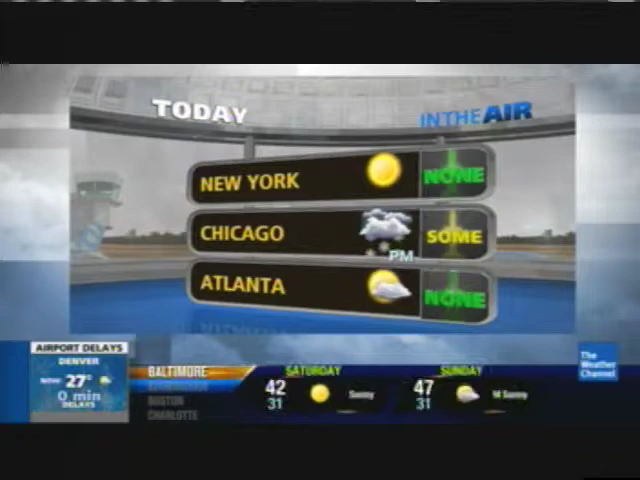 TODAY
IN THE AIR
NEW YORK
NONE
CHICAGO
PM
SOME
ATLANTA
NONE
AIRPORT DELAYS
DENVER
NOW 27°
0 min
DELAYS
BALTIMORE
BOSTON
CHARLOTTE
SATURDAY
42
31
Sunny
SUNDAY
47
31
M Sunny
The
Weather
Channel